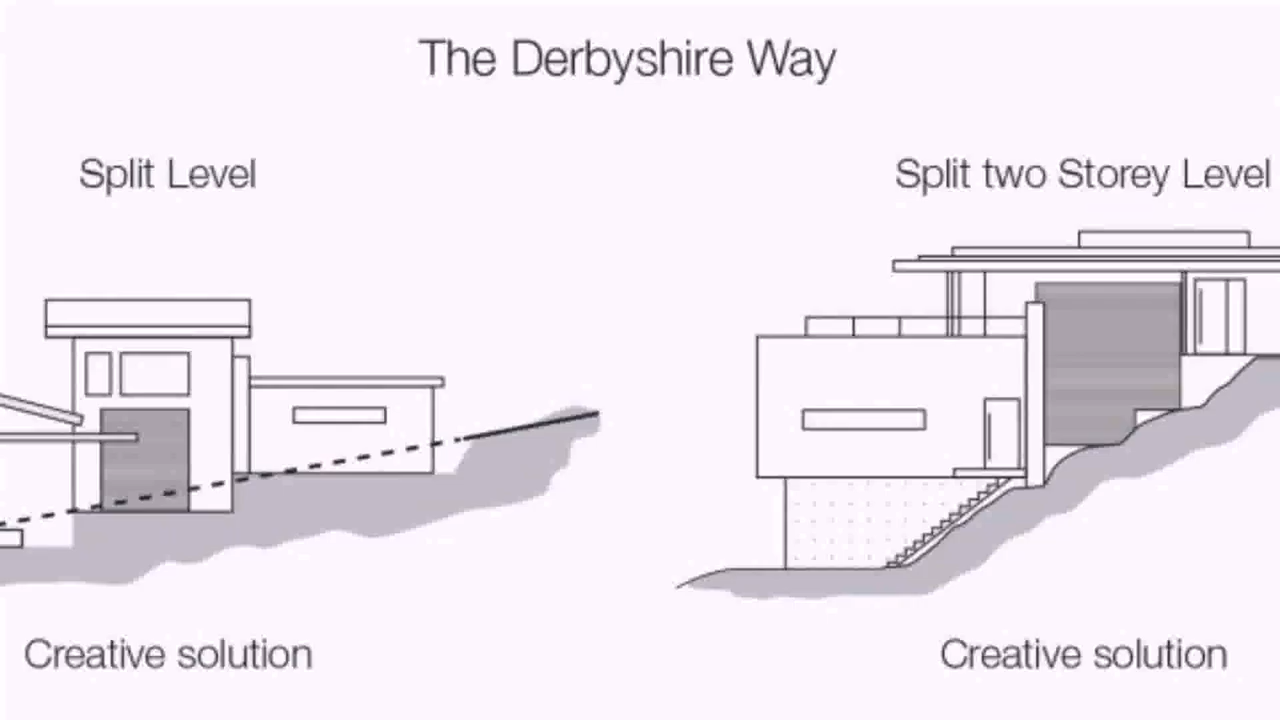 The Derbyshire Way
Split Level
Split two Storey Level
Creative solution
Creative solution